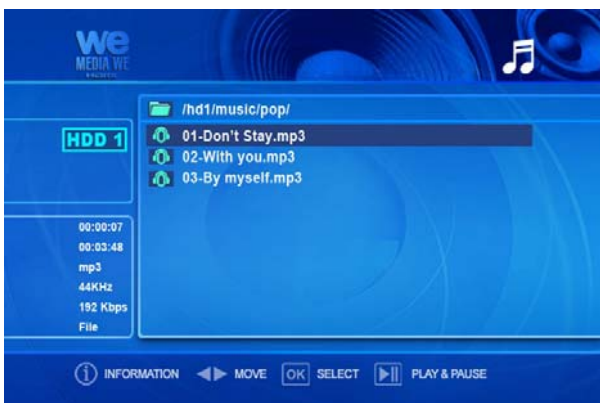 we
MEDIA WE
/hd1/music/pop/
HDD 1
01-Don't Stay.mp3
02-With you.mp3
03-By myself.mp3
00:00:07
00:03:48
mp3
44KHz
192 Kbps
File
INFORMATION MOVE OK SELECT PLAY & PAUSE